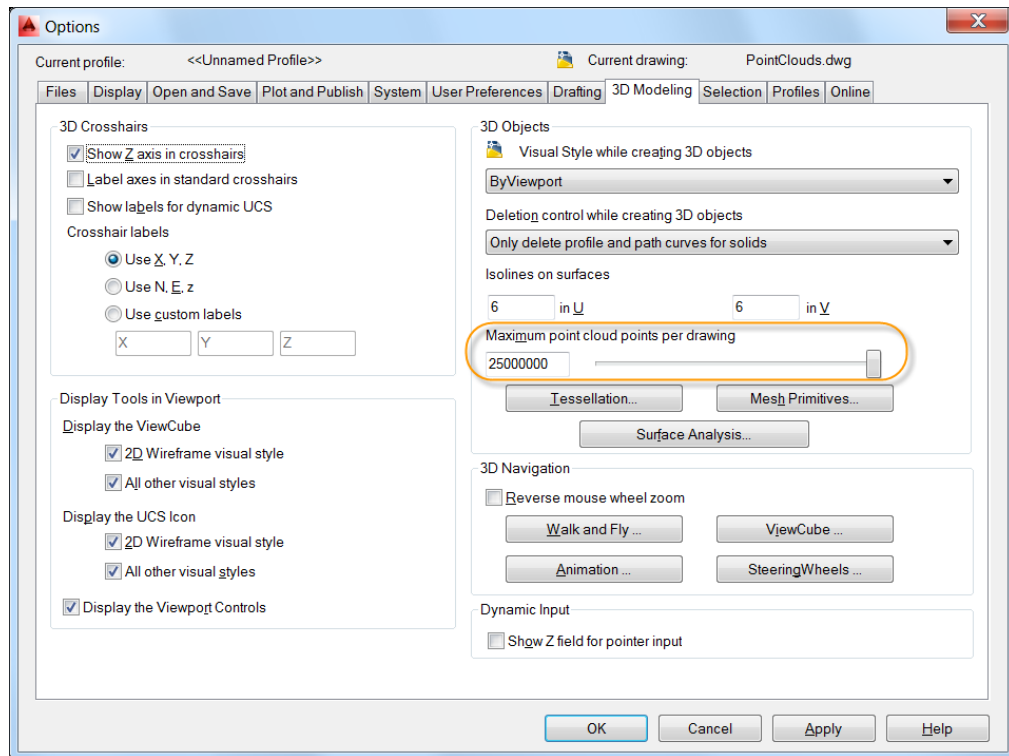 Options
X
Current profile: <<Unnamed Profile>> Current drawing: PointClouds.dwg
Files Display Open and Save Plot and Publish System User Preferences Drafting 3D Modeling Selection Profiles Online
3D Crosshairs
Show Z axis in crosshairs
Label axes in standard crosshairs
Show labels for dynamic UCS
Crosshair labels
Use X, Y, Z
Use N, E, z
Use custom labels
X Y Z
Display Tools in Viewport
Display the ViewCube
2D Wireframe visual style
All other visual styles
Display the UCS Icon
2D Wireframe visual style
All other visual styles
Display the Viewport Controls
3D Objects
Visual Style while creating 3D objects
ByViewport
Deletion control while creating 3D objects
Only delete profile and path curves for solids
Isolines on surfaces
6 in U 6 in V
Maximum point cloud points per drawing
25000000
Tessellation... Mesh Primitives...
Surface Analysis...
3D Navigation
Reverse mouse wheel zoom
Walk and Fly ... ViewCube ...
Animation ... SteeringWheels ...
Dynamic Input
Show Z field for pointer input
OK Cancel Apply Help